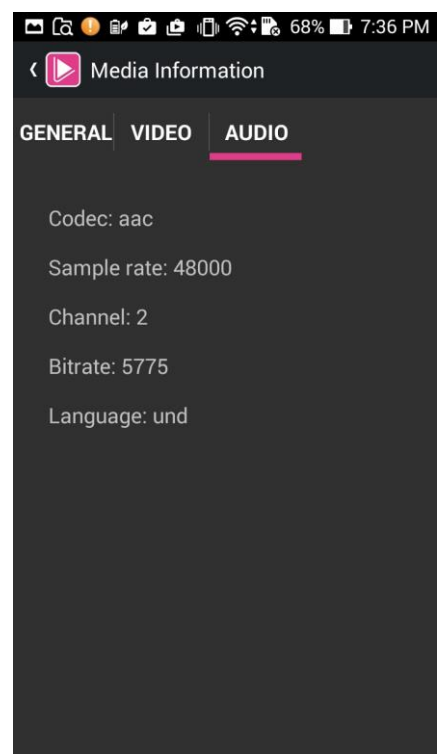 68% 7:36 PM
Media Information
GENERAL VIDEO AUDIO
Codec: aac
Sample rate: 48000
Channel: 2
Bitrate: 5775
Language: und